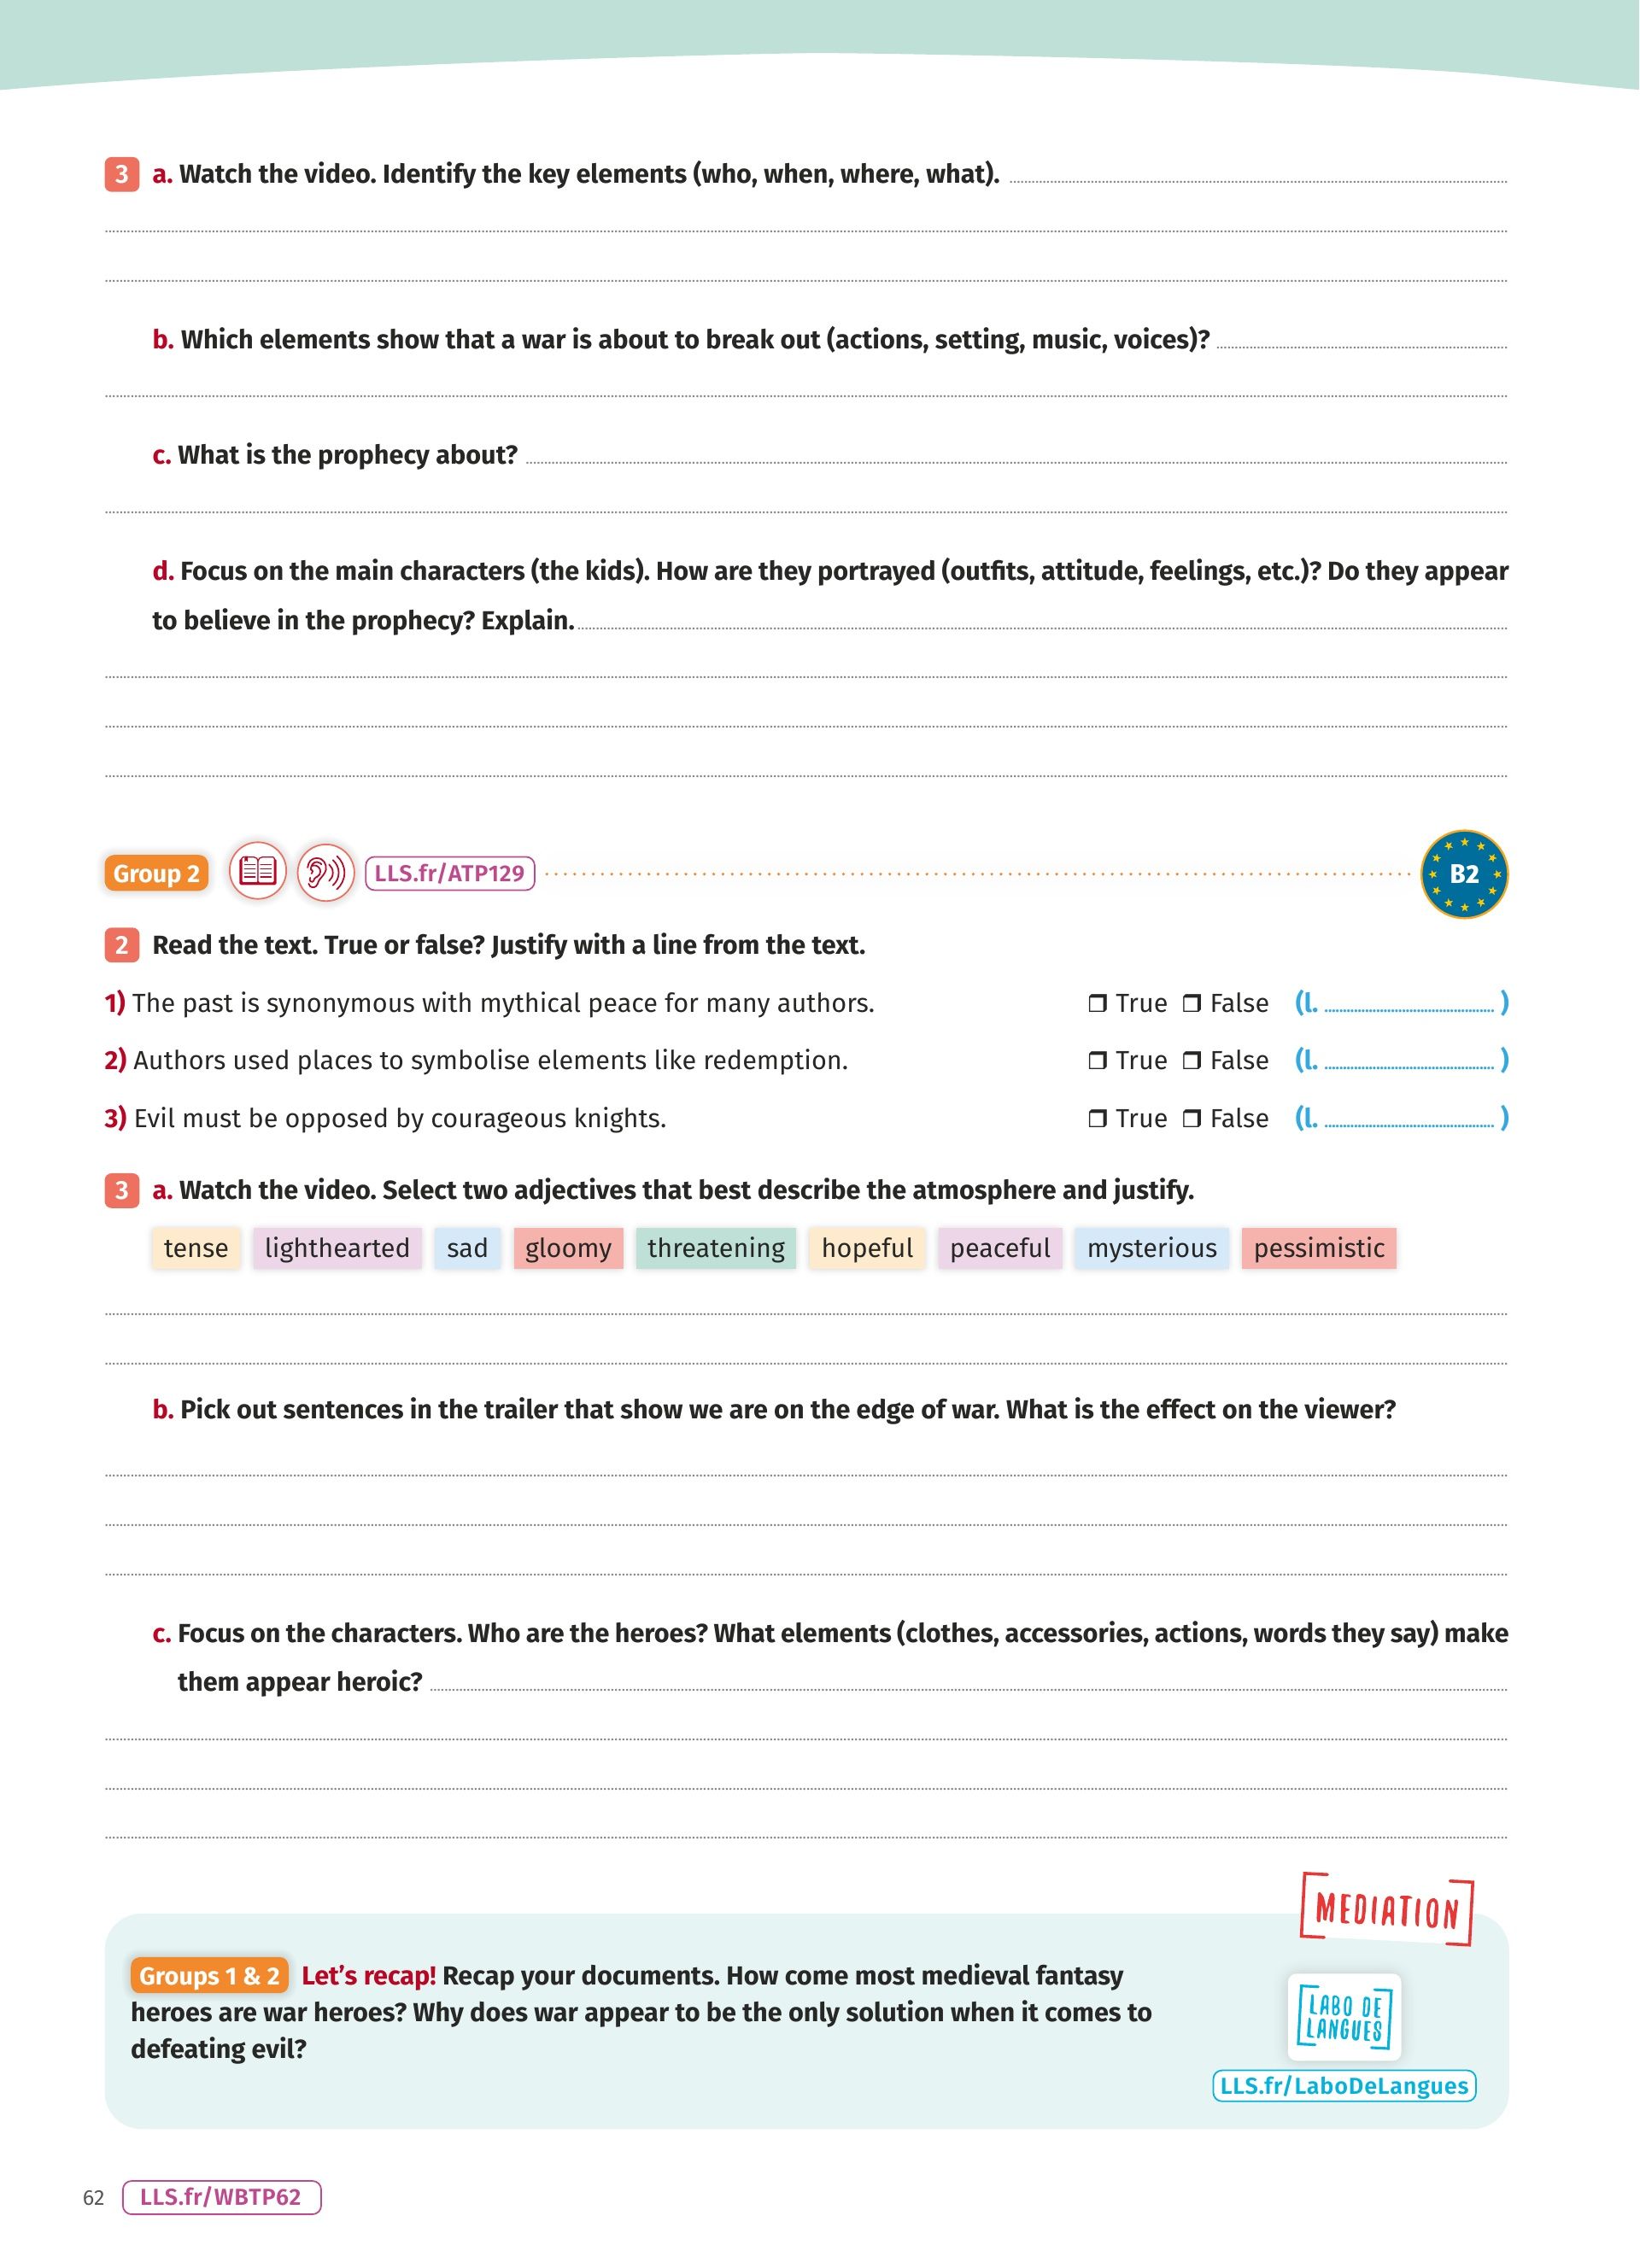 3 a. Watch the video. Identify the key elements (who, when, where, what).
b. Which elements show that a war is about to break out (actions, setting, music, voices)?
c. What is the prophecy about?
d. Focus on the main characters (the kids). How are they portrayed (outfits, attitude, feelings, etc.)? Do they appear
to believe in the prophecy? Explain.
Group 2 LLS.fr/ATP129 B2
2 Read the text. True or false? Justify with a line from the text.
1) The past is synonymous with mythical peace for many authors. ❒ True ❒ False (l. )
2) Authors used places to symbolise elements like redemption. ❒ True ❒ False (l. )
3) Evil must be opposed by courageous knights. ❒ True ❒ False (l. )
3 a. Watch the video. Select two adjectives that best describe the atmosphere and justify.
tense lighthearted sad gloomy threatening hopeful peaceful mysterious pessimistic
b. Pick out sentences in the trailer that show we are on the edge of war. What is the effect on the viewer?
c. Focus on the characters. Who are the heroes? What elements (clothes, accessories, actions, words they say) make
them appear heroic?
MEDIATION
Groups 1 & 2 Let's recap! Recap your documents. How come most medieval fantasy
heroes are war heroes? Why does war appear to be the only solution when it comes to
defeating evil?
LABO DE
LANGUES
LLS.fr/LaboDeLangues
62 LLS.fr/WBTP62